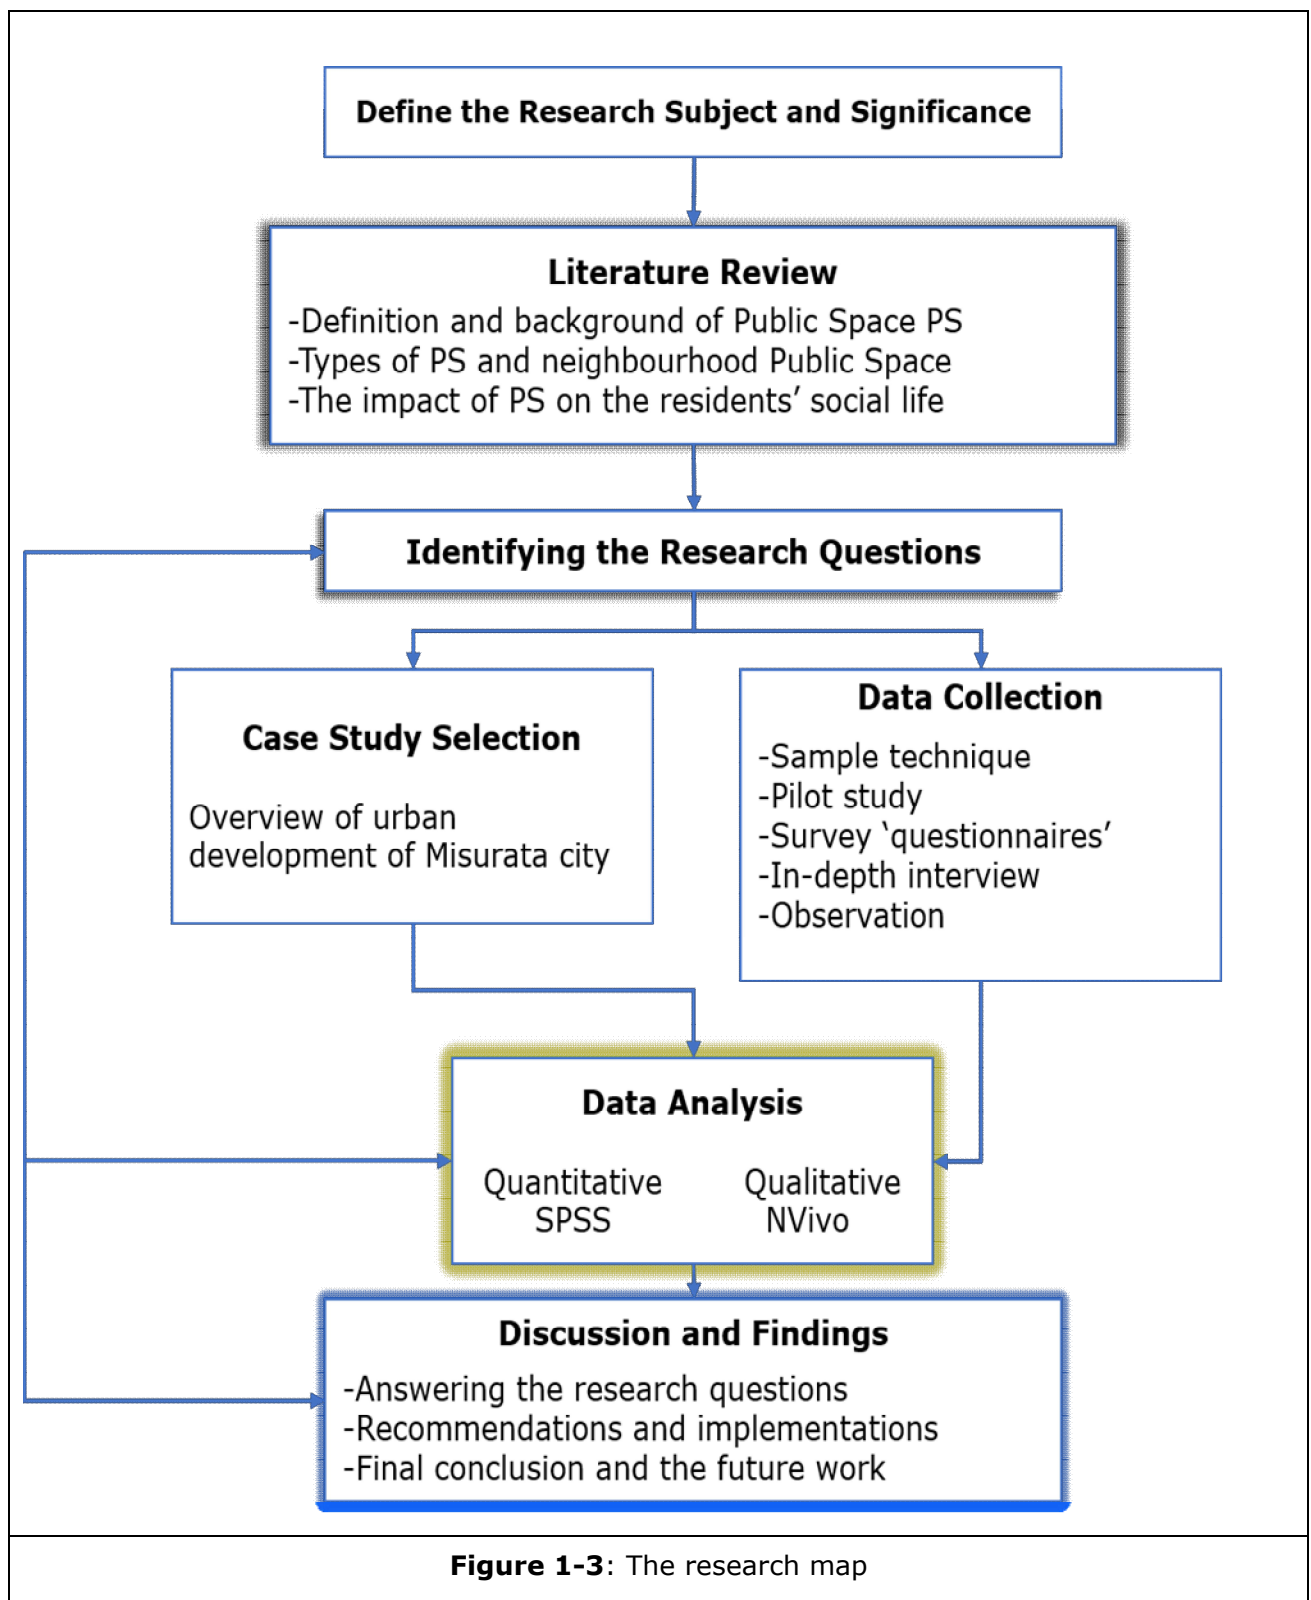 Define the Research Subject and Significance
Literature Review
-Definition and background of Public Space PS
-Types of PS and neighbourhood Public Space
-The impact of PS on the residents’ social life
Identifying the Research Questions
Case Study Selection
Overview of urban
development of Misurata city
Data Collection
-Sample technique
-Pilot study
-Survey ‘questionnaires’
-In-depth interview
-Observation
Data Analysis
Quantitative
SPSS
Qualitative
NVivo
Discussion and Findings
-Answering the research questions
-Recommendations and implementations
-Final conclusion and the future work
Figure 1-3: The research map